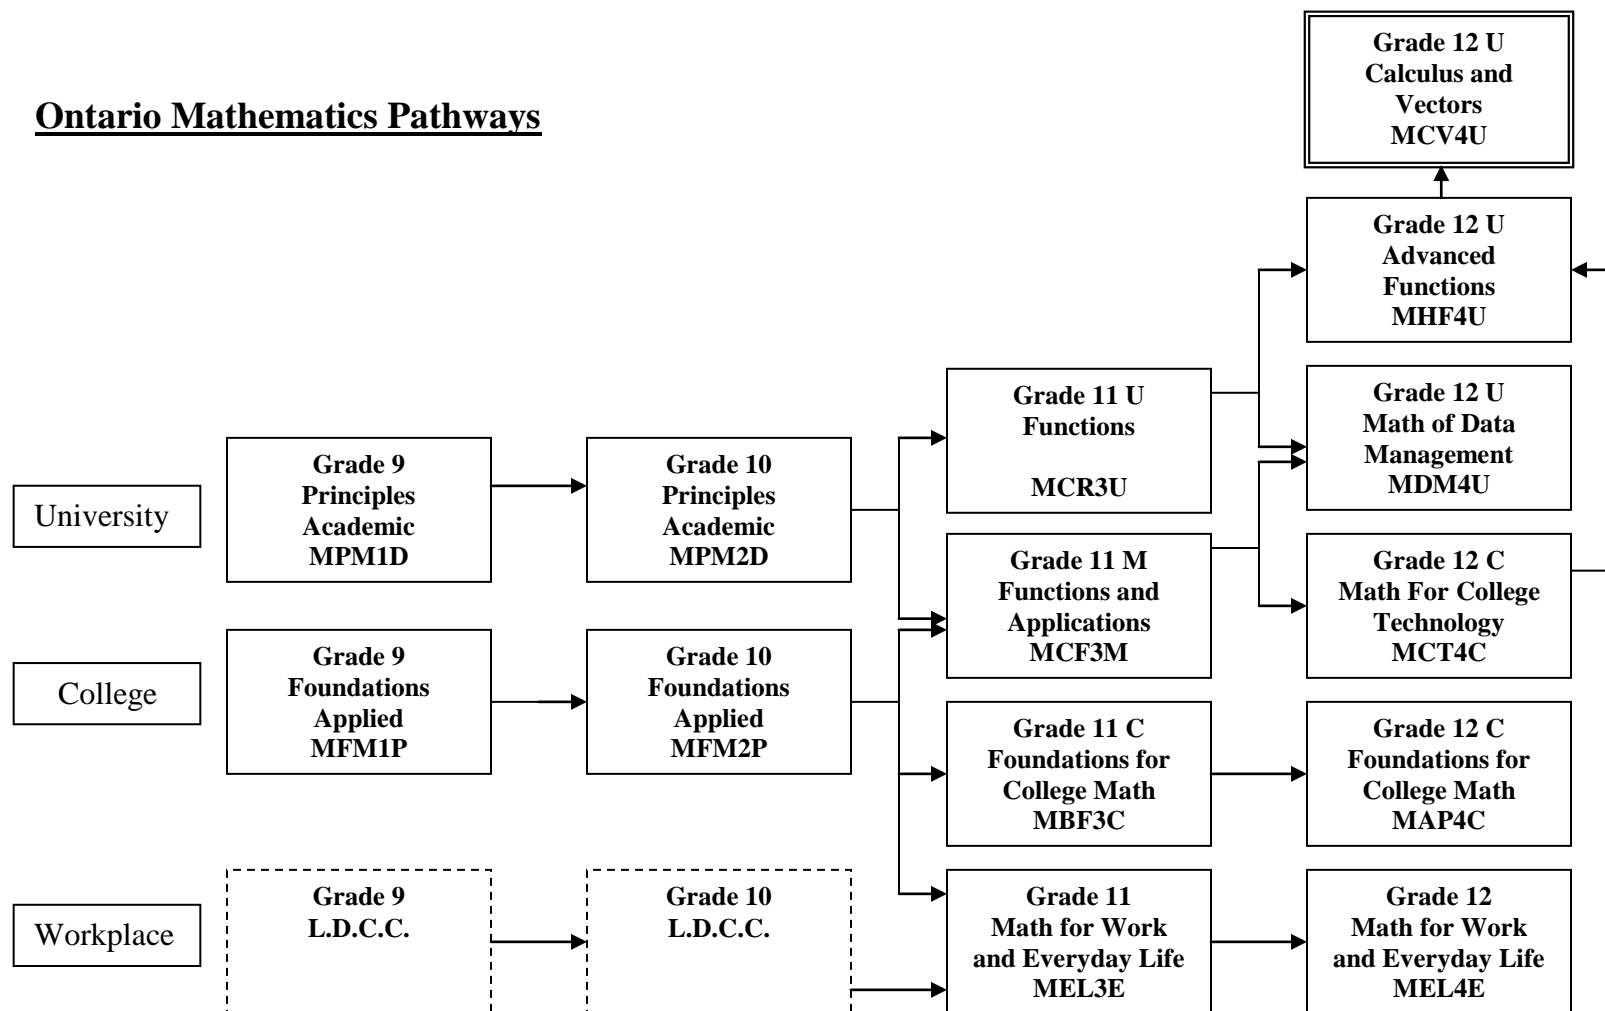 Ontario Mathematics Pathways
Grade 12 U
Calculus and
Vectors
MCV4U
Grade 12 U
Advanced
Functions
MHF4U
Grade 11 U
Functions
MCR3U
Grade 12 U
Math of Data
Management
MDM4U
University
Grade 9
Principles
Academic
MPM1D
Grade 10
Principles
Academic
MPM2D
Grade 11 M
Functions and
Applications
MCF3M
Grade 12 C
Math For College
Technology
MCT4C
College
Grade 9
Foundations
Applied
MFM1P
Grade 10
Foundations
Applied
MFM2P
Grade 11 C
Foundations for
College Math
MBF3C
Grade 12 C
Foundations for
College Math
MAP4C
Workplace
Grade 9
L.D.C.C.
Grade 10
L.D.C.C.
Grade 11
Math for Work
and Everyday Life
MEL3E
Grade 12
Math for Work
and Everyday Life
MEL4E